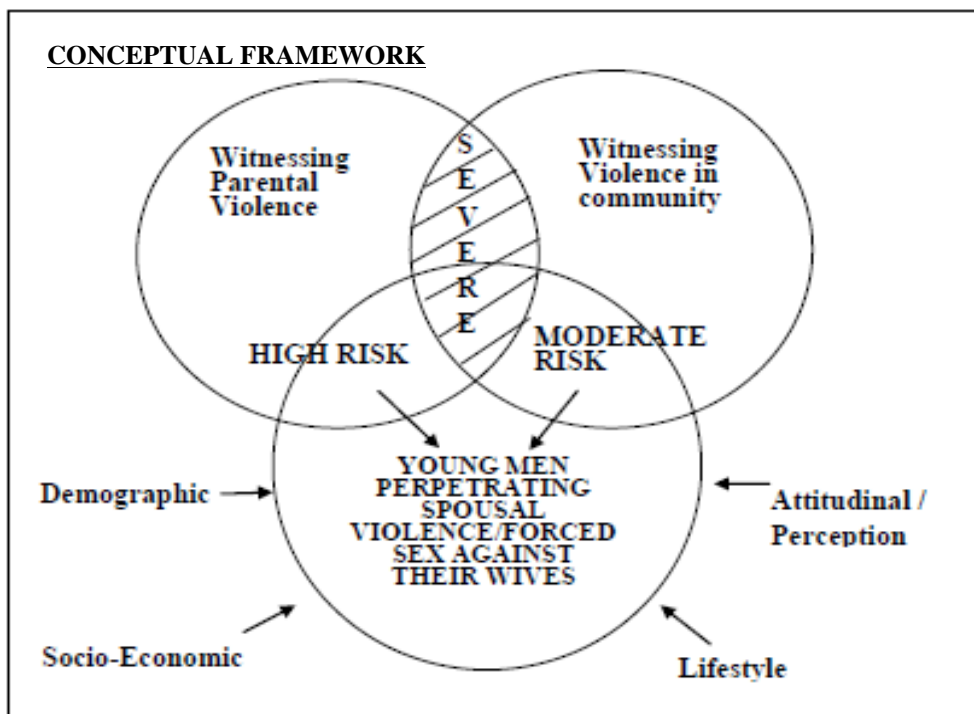 CONCEPTUAL FRAMEWORK
Witnessing
Parental
Violence
S
E
V
E
R
E
Witnessing
Violence in
community
HIGH RISK
MODERATE
RISK
YOUNG MEN
PERPETRATING
SPOUSAL
VIOLENCE/FORCED
SEX AGAINST
THEIR WIVES
Demographic
Attitudinal /
Perception
Socio-Economic
Lifestyle